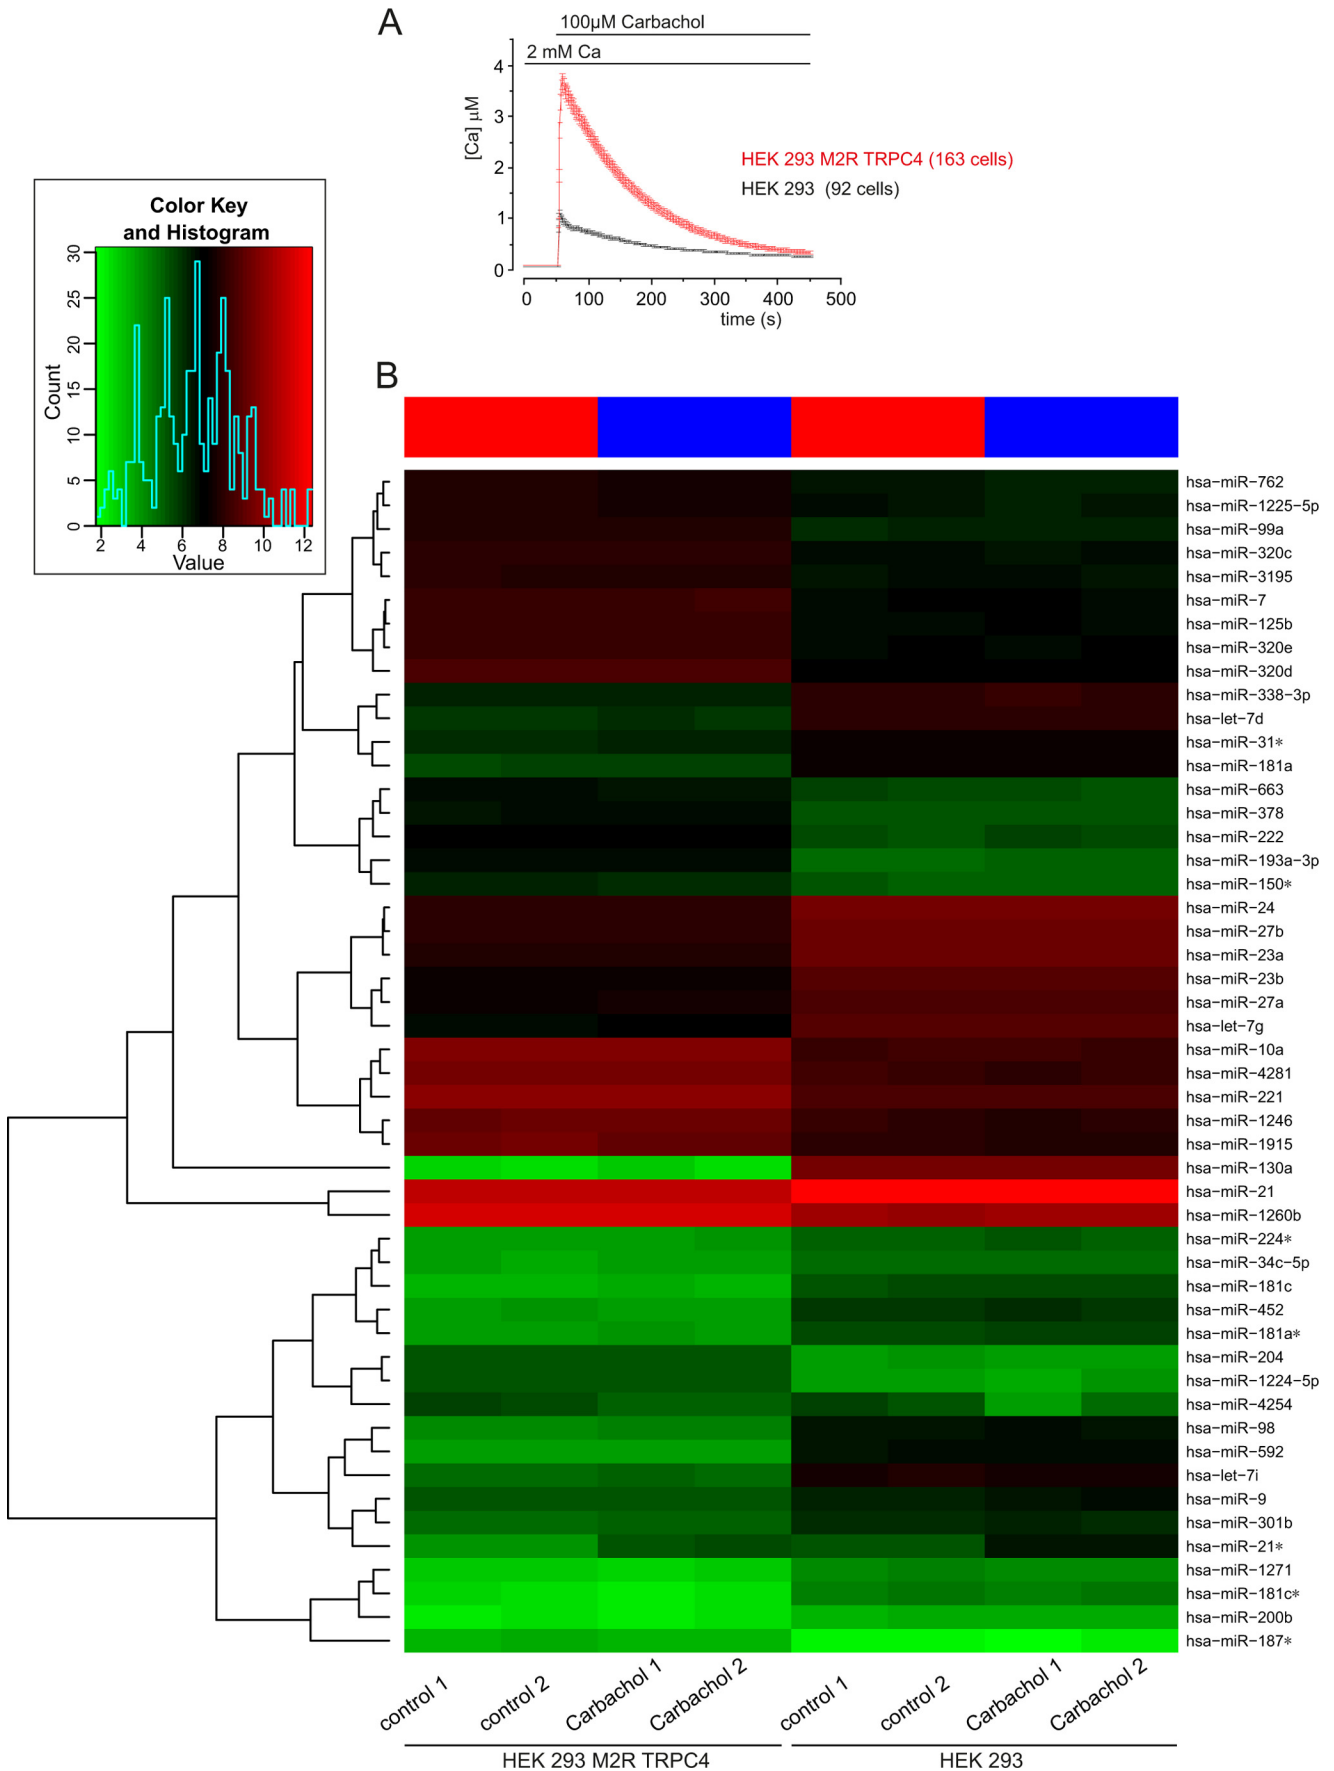 A
100µM Carbachol
2 mM Ca
[Ca] µM
4
3
2
1
0
HEK 293 M2R TRPC4 (163 cells)
HEK 293 (92 cells)
0 100 200 300 400 500
time (s)
Color Key
and Histogram
Count
30
25
20
15
10
5
0
2 4 6 8 10 12
Value
B
hsa-miR-762
hsa-miR-1225-5p
hsa-miR-99a
hsa-miR-320c
hsa-miR-3195
hsa-miR-7
hsa-miR-125b
hsa-miR-320e
hsa-miR-320d
hsa-miR-338-3p
hsa-let-7d
hsa-miR-31*
hsa-miR-181a
hsa-miR-663
hsa-miR-378
hsa-miR-222
hsa-miR-193a-3p
hsa-miR-150*
hsa-miR-24
hsa-miR-27b
hsa-miR-23a
hsa-miR-23b
hsa-miR-27a
hsa-let-7g
hsa-miR-10a
hsa-miR-4281
hsa-miR-221
hsa-miR-1246
hsa-miR-1915
hsa-miR-130a
hsa-miR-21
hsa-miR-1260b
hsa-miR-224*
hsa-miR-34c-5p
hsa-miR-181c
hsa-miR-452
hsa-miR-181a*
hsa-miR-204
hsa-miR-1224-5p
hsa-miR-4254
hsa-miR-98
hsa-miR-592
hsa-let-7i
hsa-miR-9
hsa-miR-301b
hsa-miR-21*
hsa-miR-1271
hsa-miR-181c*
hsa-miR-200b
hsa-miR-187*
control 1
control 2
Carbachol 1
Carbachol 2
control 1
control 2
Carbachol 1
Carbachol 2
HEK 293 M2R TRPC4
HEK 293